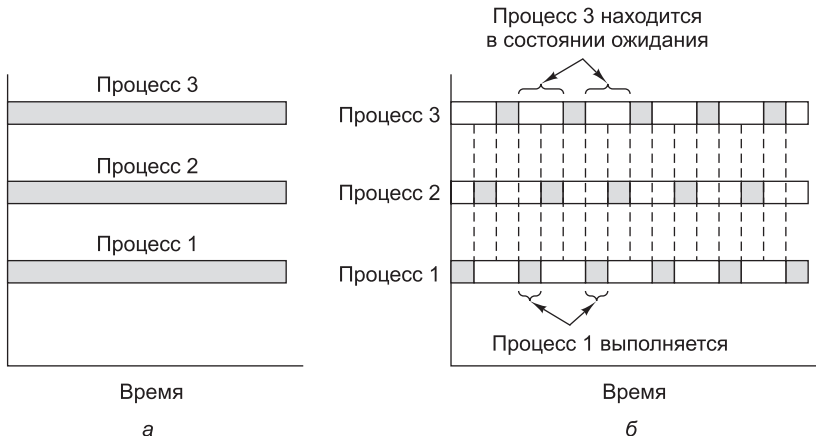 Процесс 3
Процесс 2
Процесс 1
Время
а
Процесс 3 находится
в состоянии ожидания
Процесс 3
Процесс 2
Процесс 1
Процесс 1 выполняется
Время
б